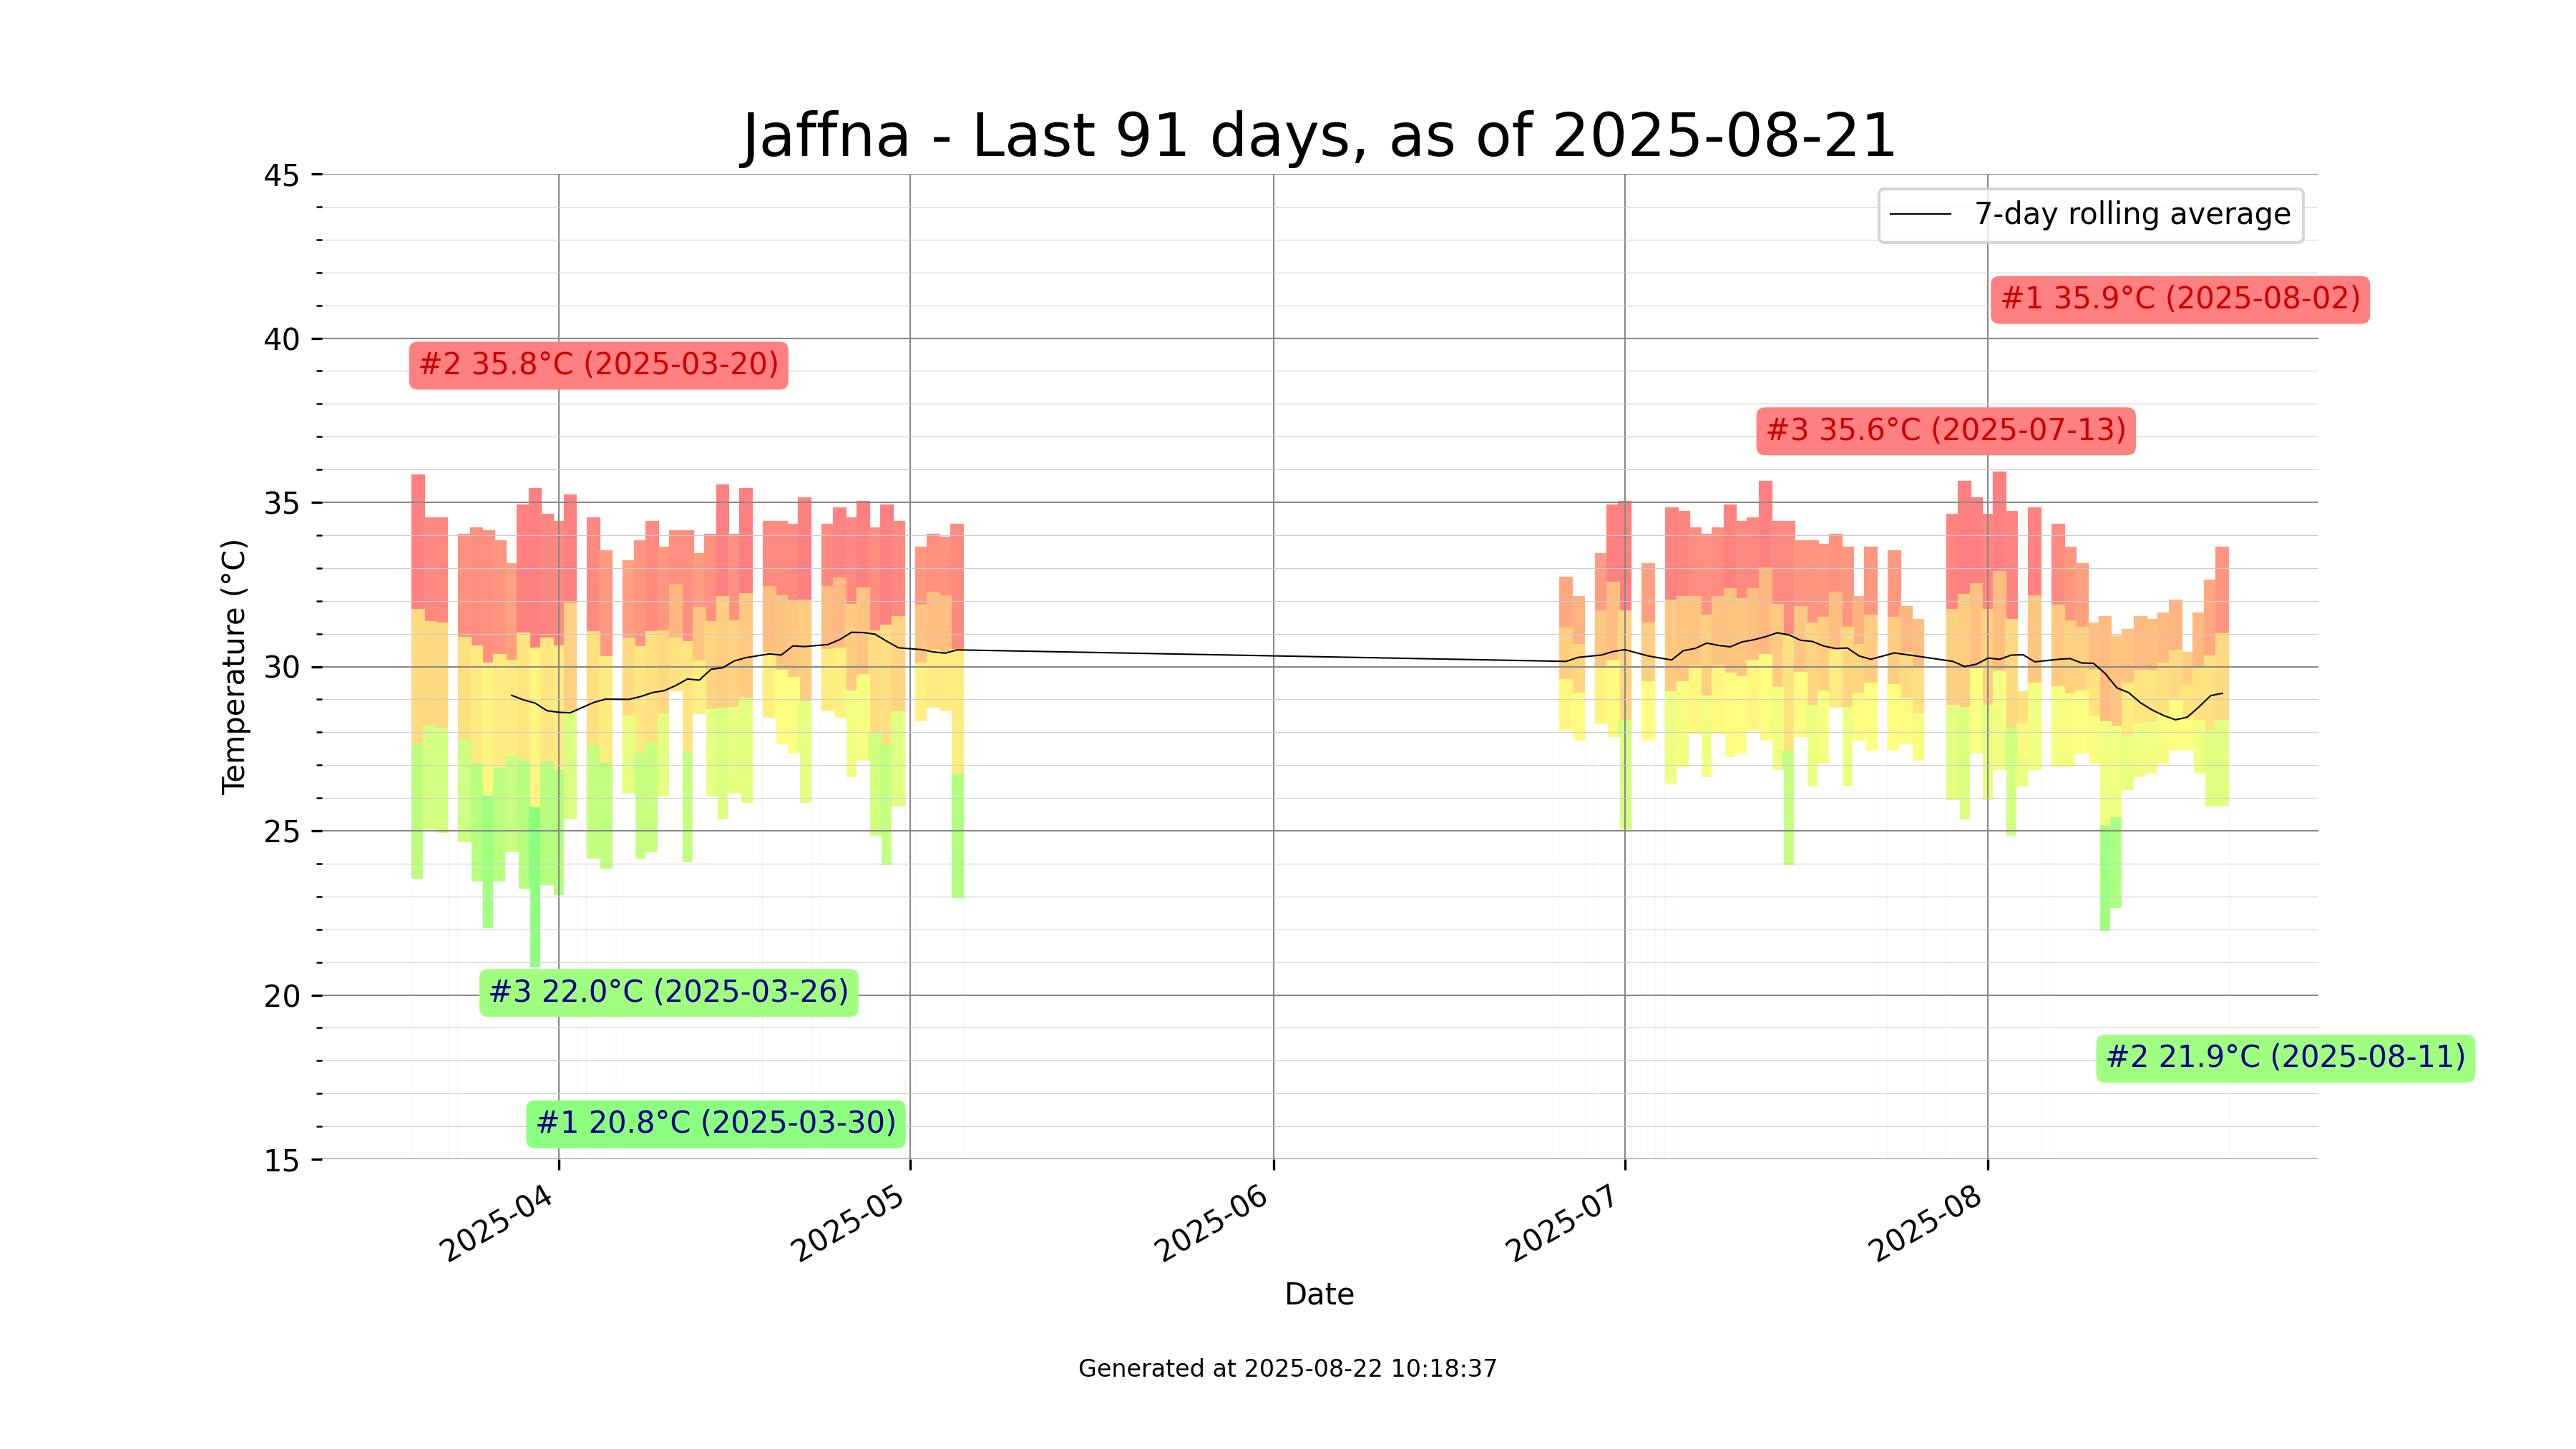 Jaffna - Last 91 days, as of 2025-08-21
45
7-day rolling average
#1 35.9°C (2025-08-02)
40
#2 35.8°C (2025-03-20)
#3 35.6°C (2025-07-13)
35
Temperature (°C)
30
25
20
#3 22.0°C (2025-03-26)
#2 21.9°C (2025-08-11)
#1 20.8°C (2025-03-30)
15
2025-04
2025-05
2025-06
2025-07
2025-08
Date
Generated at 2025-08-22 10:18:37